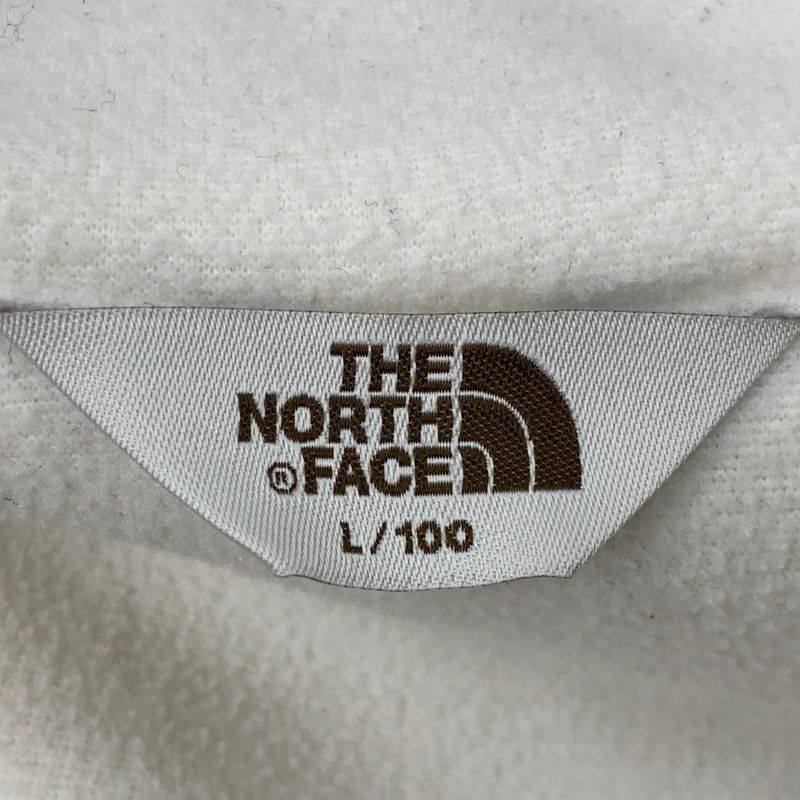 THE
NORTH
® FACE
L/100